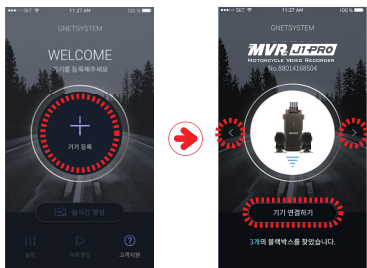 SKT 11:27 AM 100 %
GNETSYSTEM
WELCOME
기기를 등록해주세요
기기 등록
실시간 영상
설정 녹화영상 고객지원
SKT 11:27 AM 100 %
GNETSYSTEM
MVR J1-PRO
MOTORCYCLE VIDEO RECORDER
No.88014168504
기기 연결하기
3개의 블랙박스를 찾았습니다.